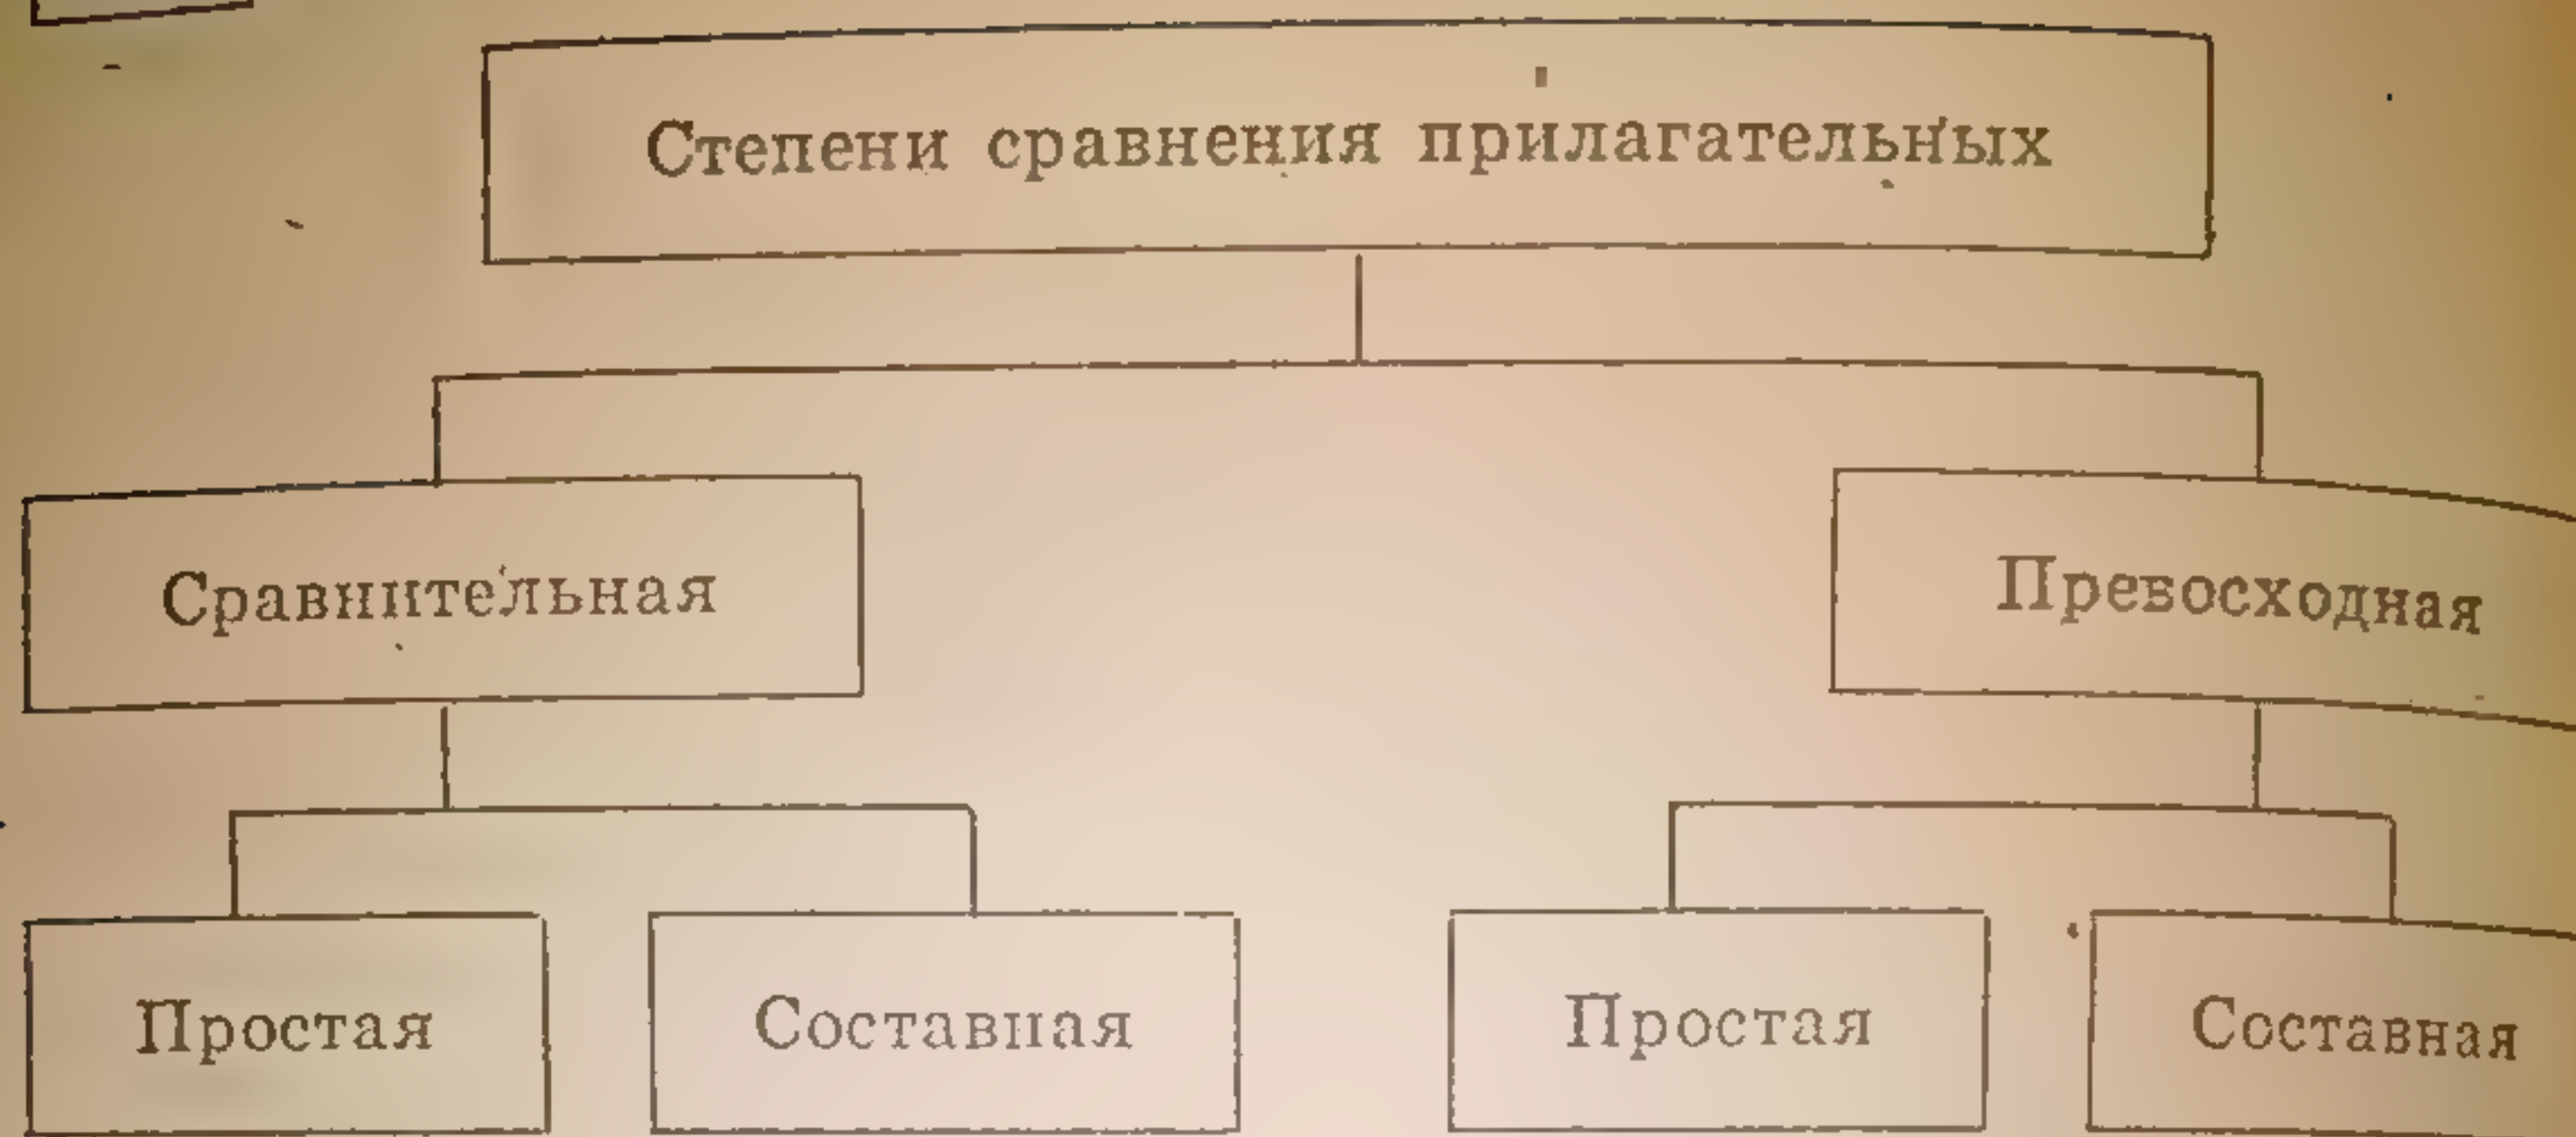 Степени сравнения прилагательных
Сравнительная
Превосходная
Простая
Составная
Простая
Составная